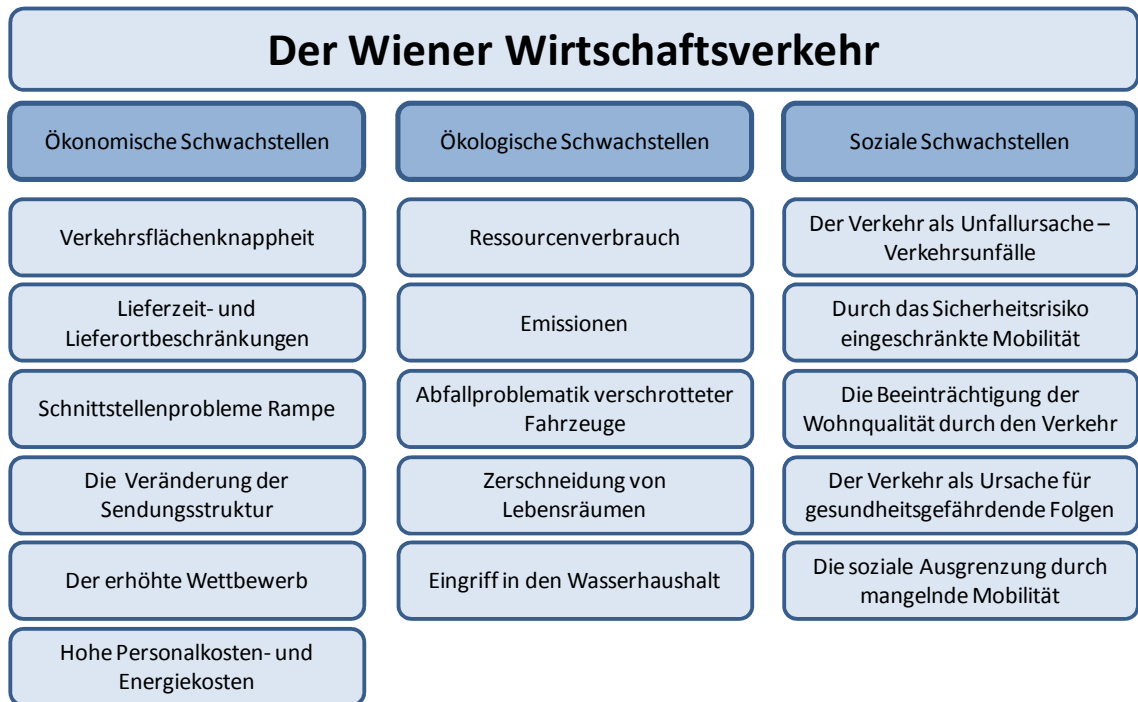 Der Wiener Wirtschaftsverkehr
Ökonomische Schwachstellen
Verkehrsflächenknappheit
Lieferzeit- und
Lieferortbeschränkungen
Schnittstellenprobleme Rampe
Die Veränderung der
Sendungsstruktur
Der erhöhte Wettbewerb
Hohe Personalkosten- und
Energiekosten
Ökologische Schwachstellen
Ressourcenverbrauch
Emissionen
Abfallproblematik verschrotteter
Fahrzeuge
Zerschneidung von
Lebensräumen
Eingriff in den Wasserhaushalt
Soziale Schwachstellen
Der Verkehr als Unfallursache –
Verkehrsunfälle
Durch das Sicherheitsrisiko
eingeschränkte Mobilität
Die Beeinträchtigung der
Wohnqualität durch den Verkehr
Der Verkehr als Ursache für
gesundheitsgefährdende Folgen
Die soziale Ausgrenzung durch
mangelnde Mobilität